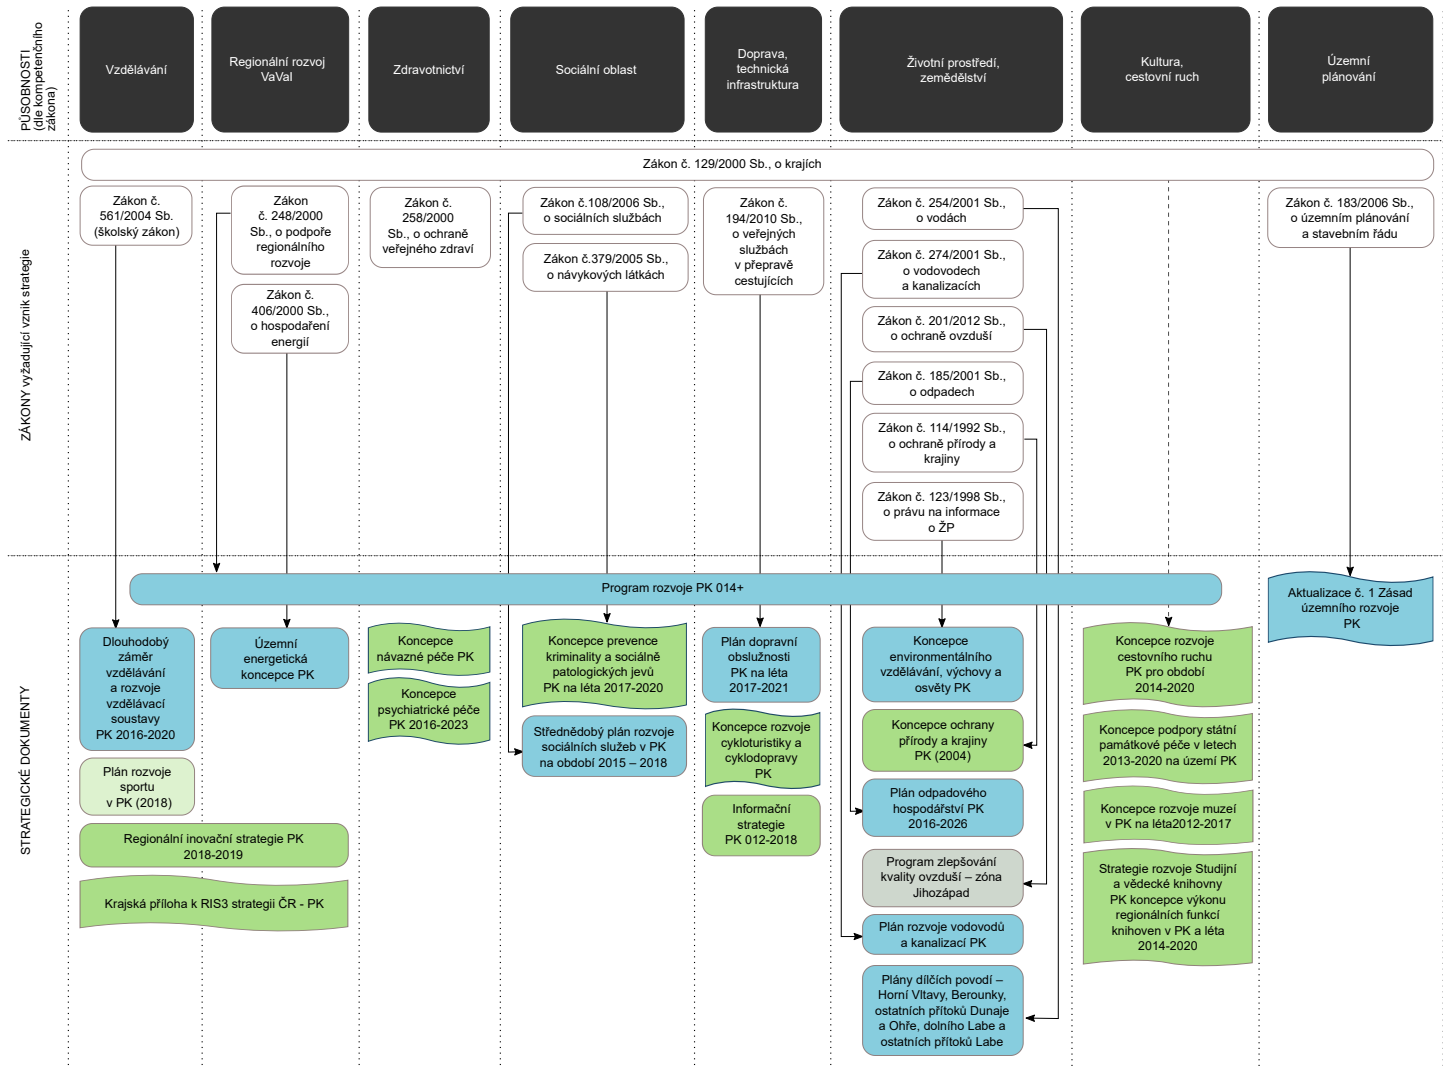 PŮSOBNOSTI
(dle kompetenčního
zákona)
Vzdělávání
Regionální rozvoj
VaVaI
Zdravotnictví
Sociální oblast
Doprava,
technická
infrastruktura
Životní prostředí,
zemědělství
Kultura,
cestovní ruch
Územní
plánování
ZÁKONY vyžadující vznik strategie
Zákon č. 129/2000 Sb., o krajích
Zákon č.
561/2004 Sb.
(školský zákon)
Zákon
č. 248/2000
Sb., o podpoře
regionálního
rozvoje
Zákon č.
406/2000 Sb.,
o hospodaření
energií
Zákon č.
258/2000
Sb., o ochraně
veřejného zdraví
Zákon č.108/2006 Sb.,
o sociálních službách
Zákon č.379/2005 Sb.,
o návykových látkách
Zákon č.
194/2010 Sb.,
o veřejných
službách
v přepravě
cestujících
Zákon č. 254/2001 Sb.,
o vodách
Zákon č. 274/2001 Sb.,
o vodovodech
a kanalizacích
Zákon č. 201/2012 Sb.,
o ochraně ovzduší
Zákon č. 185/2001 Sb.,
o odpadech
Zákon č. 114/1992 Sb.,
o ochraně přírody a
krajiny
Zákon č. 123/1998 Sb.,
o právu na informace
o ŽP
Zákon č. 183/2006 Sb.,
o územním plánování
a stavebním řádu
STRATEGICKÉ DOKUMENTY
Program rozvoje PK 014+
Dlouhodobý
záměr
vzdělávání
a rozvoje
vzdělávací
soustavy
PK 2016-2020
Plán rozvoje
sportu
v PK (2018)
Regionální inovační strategie PK
2018-2019
Krajská příloha k RIS3 strategii ČR - PK
Územní
energetická
koncepce PK
Koncepce
návazné péče PK
Koncepce
psychiatrické péče
PK 2016-2023
Koncepce prevence
kriminality a sociálně
patologických jevů
PK na léta 2017-2020
Střednědobý plán rozvoje
sociálních služeb v PK
na období 2015 – 2018
Plán dopravní
obslužnosti
PK na léta
2017-2021
Koncepce rozvoje
cykloturistiky a
cyklodopravy
PK
Informační
strategie
PK 012-2018
Koncepce
environmentálního
vzdělávání, výchovy a
osvěty PK
Koncepce ochrany
přírody a krajiny
PK (2004)
Plán odpadového
hospodářství PK
2016-2026
Program zlepšování
kvality ovzduší – zóna
Jihozápad
Plán rozvoje vodovodů
a kanalizací PK
Plány dílčích povodí –
Horní Vltavy, Berounky,
ostatních přítoků Dunaje
a Ohře, dolního Labe a
ostatních přítoků Labe
Koncepce rozvoje
cestovního ruchu
PK pro období
2014-2020
Koncepce podpory státní
památkové péče v letech
2013-2020 na území PK
Koncepce rozvoje muzeí
v PK na léta2012-2017
Strategie rozvoje Studijní
a vědecké knihovny
PK koncepce výkonu
regionálních funkcí
knihoven v PK a léta
2014-2020
Aktualizace č. 1 Zásad
územního rozvoje
PK